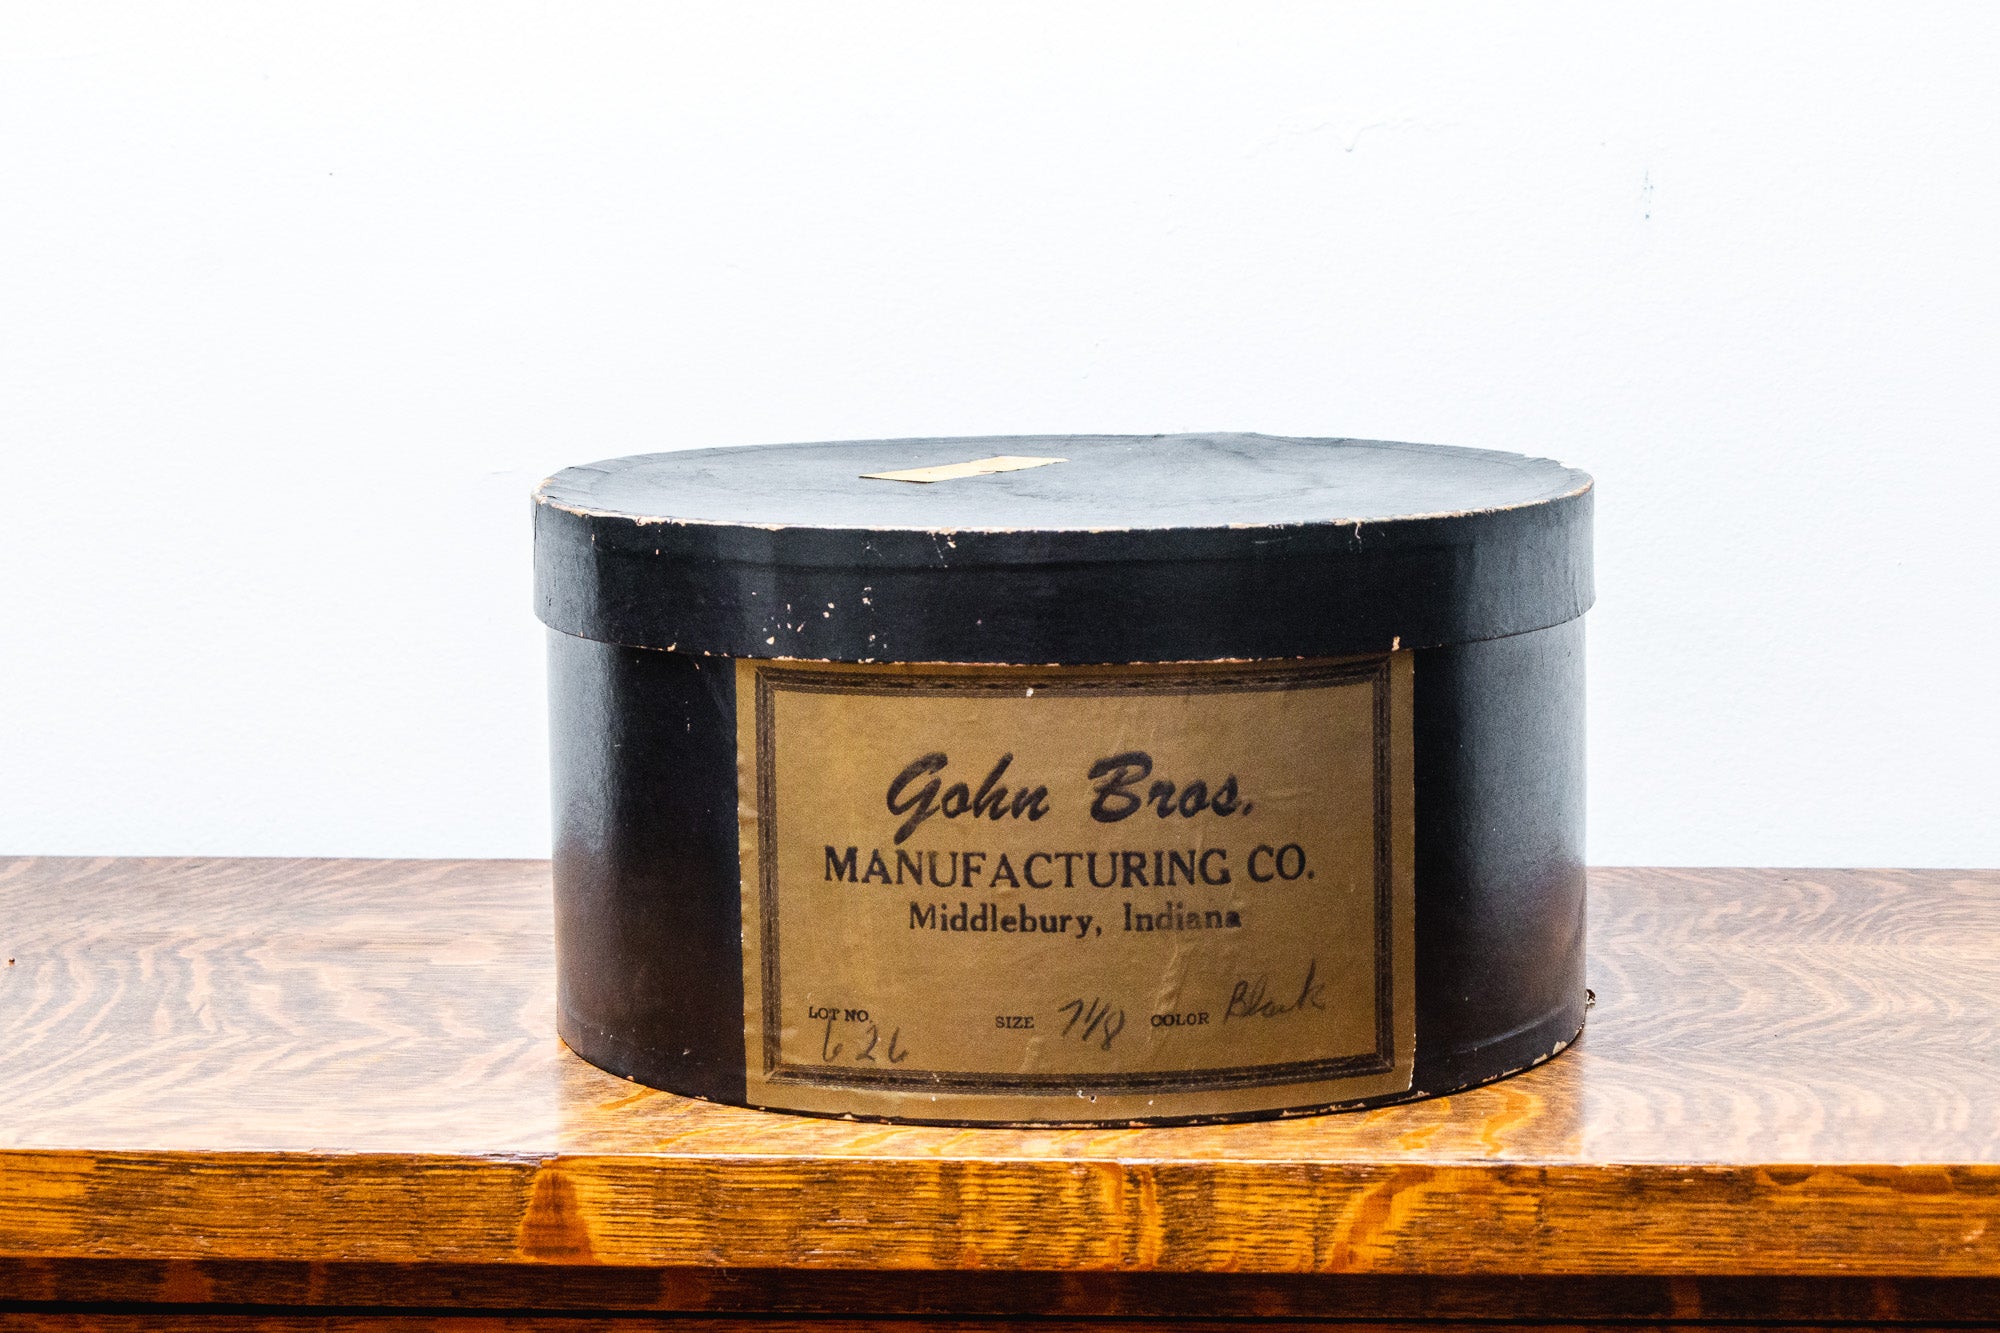 Gohn Bros.
MANUFACTURING CO.
Middlebury, Indiana
LOT NO. 626 SIZE 7 1/8 COLOR Black